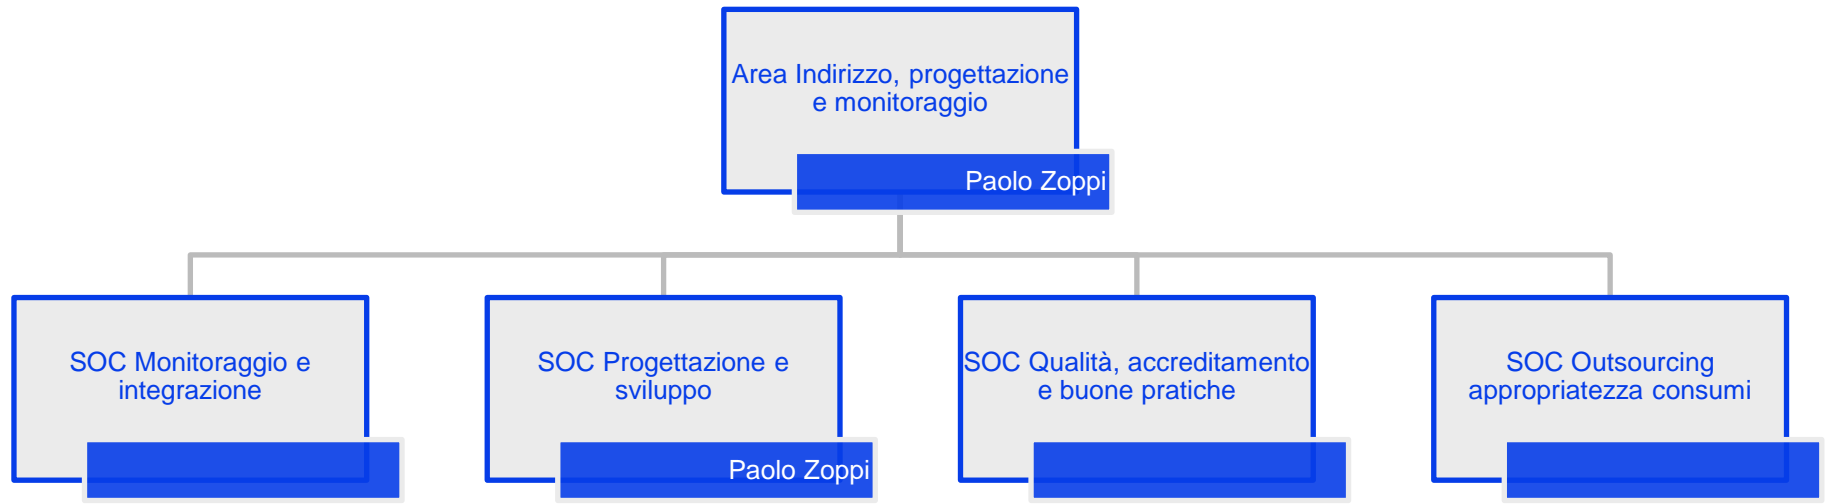 Area Indirizzo, progettazione
e monitoraggio
Paolo Zoppi
SOC Monitoraggio e
integrazione
SOC Progettazione e
sviluppo
Paolo Zoppi
SOC Qualità, accreditamento
e buone pratiche
SOC Outsourcing
appropriatezza consumi